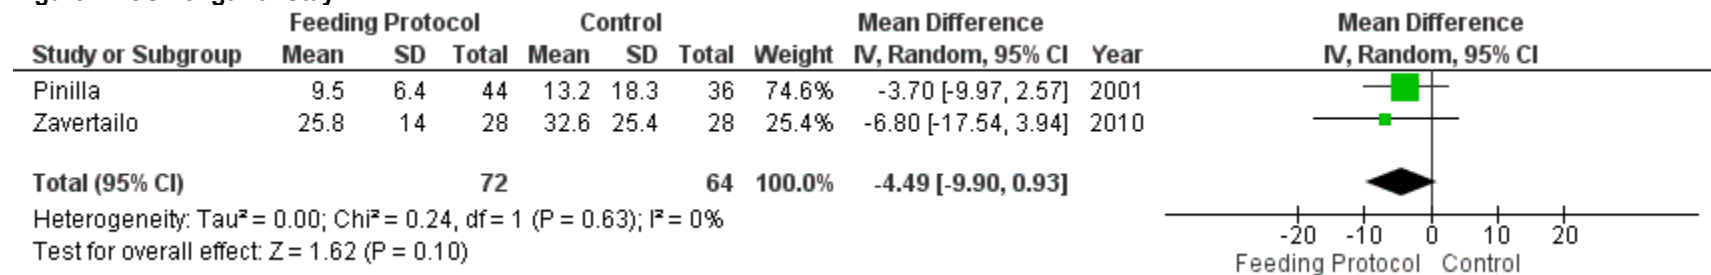 Feeding Protocol Control Mean Difference Mean Difference
Study or Subgroup Mean SD Total Mean SD Total Weight IV, Random, 95% CI Year IV, Random, 95% CI
Pinilla 9.5 6.4 44 13.2 18.3 36 74.6% -3.70 [-9.97, 2.57] 2001
Zavertailo 25.8 14 28 32.6 25.4 28 25.4% -6.80 [-17.54, 3.94] 2010
Total (95% CI) 72 64 100.0% -4.49 [-9.90, 0.93]
Heterogeneity: Tau² = 0.00; Chi² = 0.24, df = 1 (P = 0.63); I² = 0%
Test for overall effect: Z = 1.62 (P = 0.10)
-20 -10 0 10 20
Feeding Protocol Control